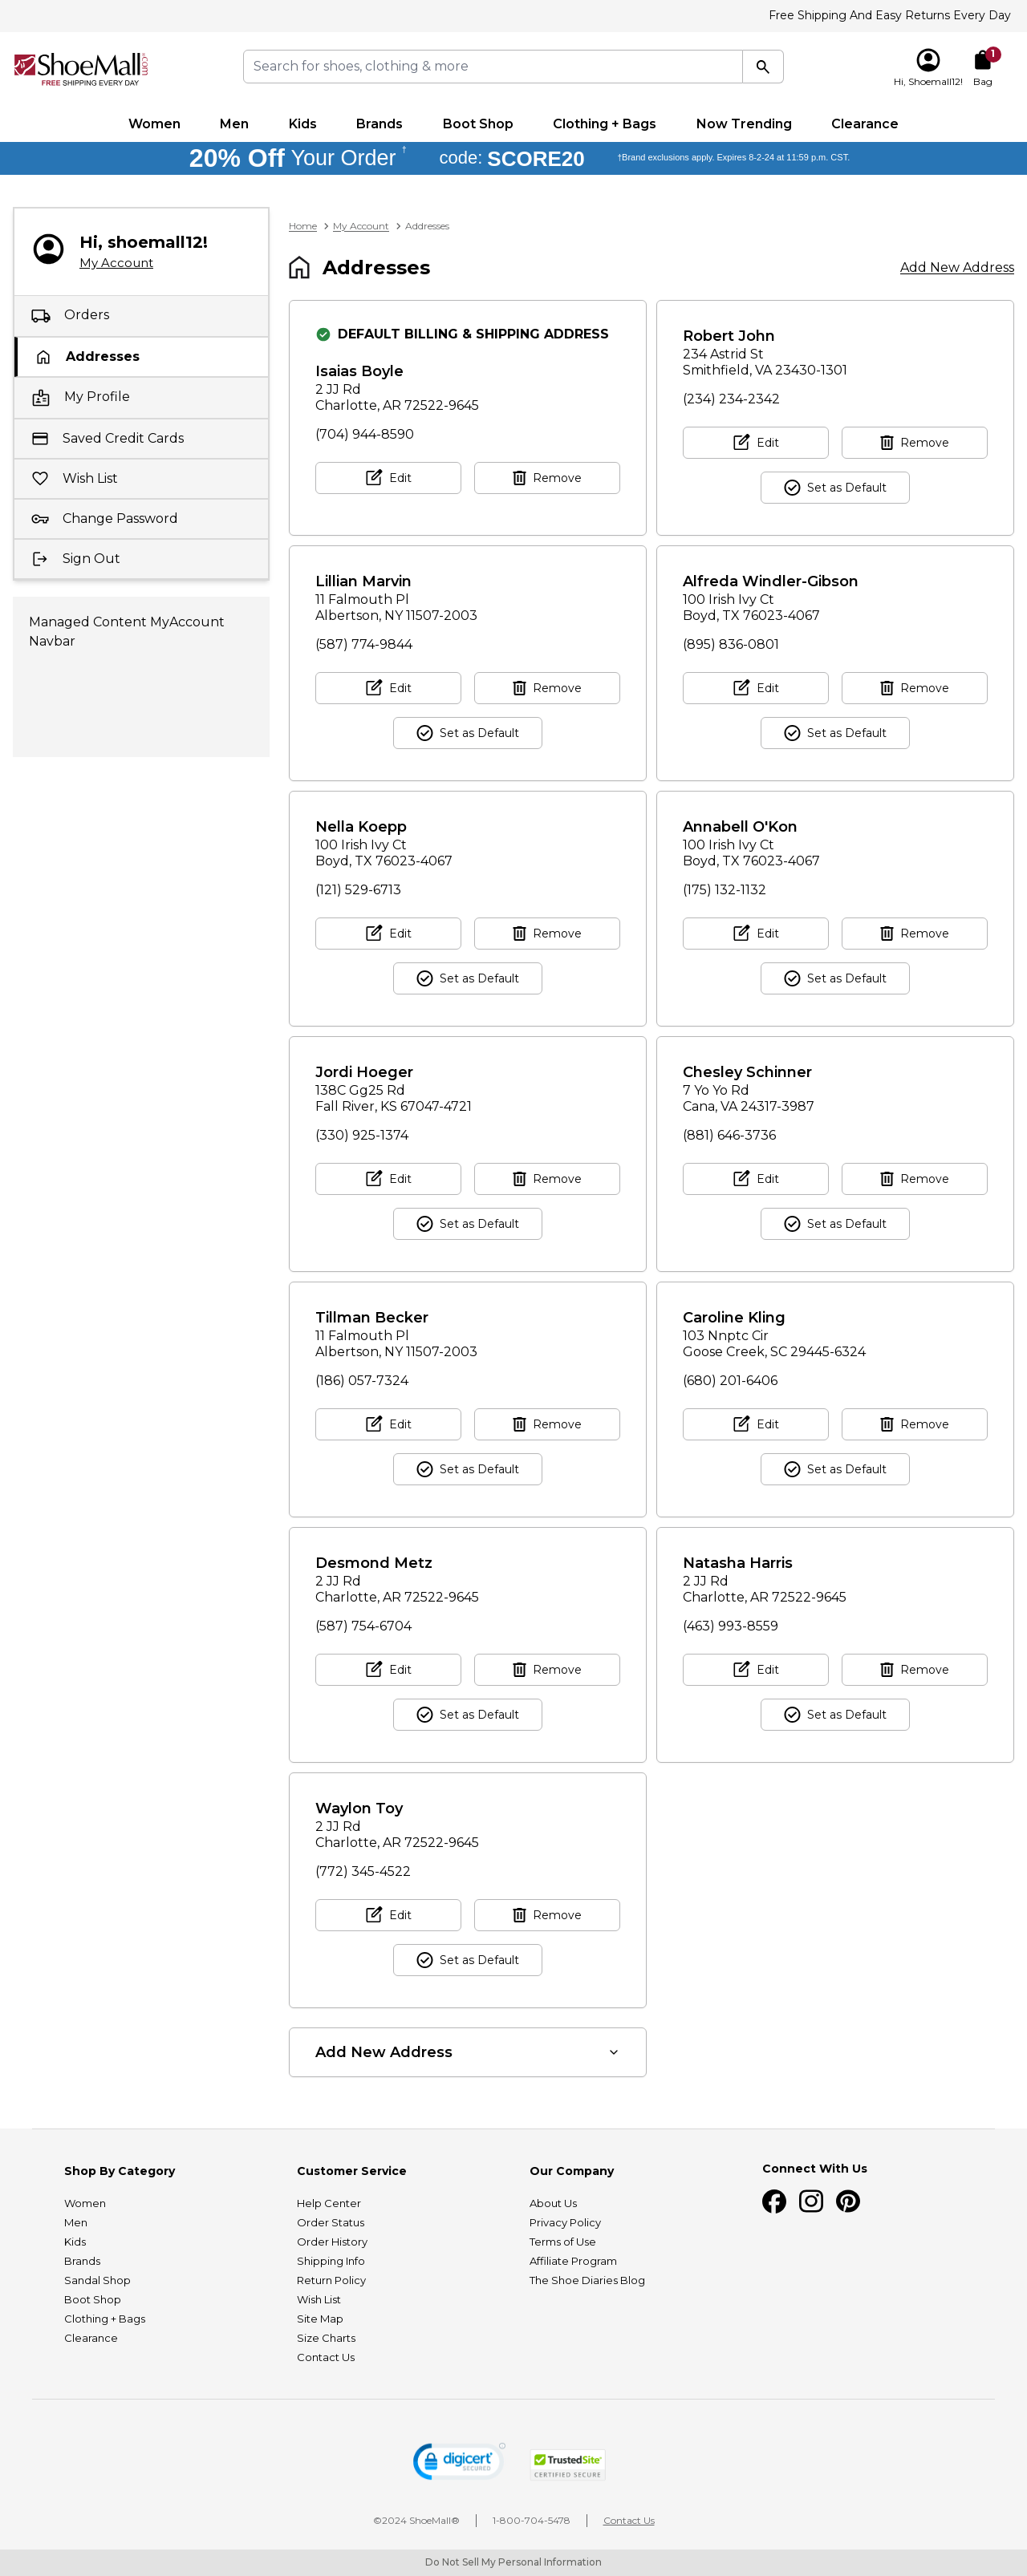 Free Shipping And Easy Returns Every Day
ShoeMall.com
FREE SHIPPING EVERY DAY
Search for shoes, clothing & more
Hi, Shoemall12!
1
Bag
Women Men Kids Brands Boot Shop Clothing + Bags Now Trending Clearance
20% Off Your Order † code: SCORE20 †Brand exclusions apply. Expires 8-2-24 at 11:59 p.m. CST.
Hi, shoemall12!
My Account
Orders
Addresses
My Profile
Saved Credit Cards
Wish List
Change Password
Sign Out
Managed Content MyAccount
Navbar
Home > My Account > Addresses
Addresses
Add New Address
DEFAULT BILLING & SHIPPING ADDRESS
Isaias Boyle
2 JJ Rd
Charlotte, AR 72522-9645
(704) 944-8590
Edit Remove
Robert John
234 Astrid St
Smithfield, VA 23430-1301
(234) 234-2342
Edit Remove
Set as Default
Lillian Marvin
11 Falmouth Pl
Albertson, NY 11507-2003
(587) 774-9844
Edit Remove
Set as Default
Alfreda Windler-Gibson
100 Irish Ivy Ct
Boyd, TX 76023-4067
(895) 836-0801
Edit Remove
Set as Default
Nella Koepp
100 Irish Ivy Ct
Boyd, TX 76023-4067
(121) 529-6713
Edit Remove
Set as Default
Annabell O'Kon
100 Irish Ivy Ct
Boyd, TX 76023-4067
(175) 132-1132
Edit Remove
Set as Default
Jordi Hoeger
138C Gg25 Rd
Fall River, KS 67047-4721
(330) 925-1374
Edit Remove
Set as Default
Chesley Schinner
7 Yo Yo Rd
Cana, VA 24317-3987
(881) 646-3736
Edit Remove
Set as Default
Tillman Becker
11 Falmouth Pl
Albertson, NY 11507-2003
(186) 057-7324
Edit Remove
Set as Default
Caroline Kling
103 Nnptc Cir
Goose Creek, SC 29445-6324
(680) 201-6406
Edit Remove
Set as Default
Desmond Metz
2 JJ Rd
Charlotte, AR 72522-9645
(587) 754-6704
Edit Remove
Set as Default
Natasha Harris
2 JJ Rd
Charlotte, AR 72522-9645
(463) 993-8559
Edit Remove
Set as Default
Waylon Toy
2 JJ Rd
Charlotte, AR 72522-9645
(772) 345-4522
Edit Remove
Set as Default
Add New Address
Shop By Category
Women
Men
Kids
Brands
Sandal Shop
Boot Shop
Clothing + Bags
Clearance
Customer Service
Help Center
Order Status
Order History
Shipping Info
Return Policy
Wish List
Site Map
Size Charts
Contact Us
Our Company
About Us
Privacy Policy
Terms of Use
Affiliate Program
The Shoe Diaries Blog
Connect With Us
digicert
SECURED
TrustedSite
CERTIFIED SECURE
©2024 ShoeMall® 1-800-704-5478 Contact Us
Do Not Sell My Personal Information